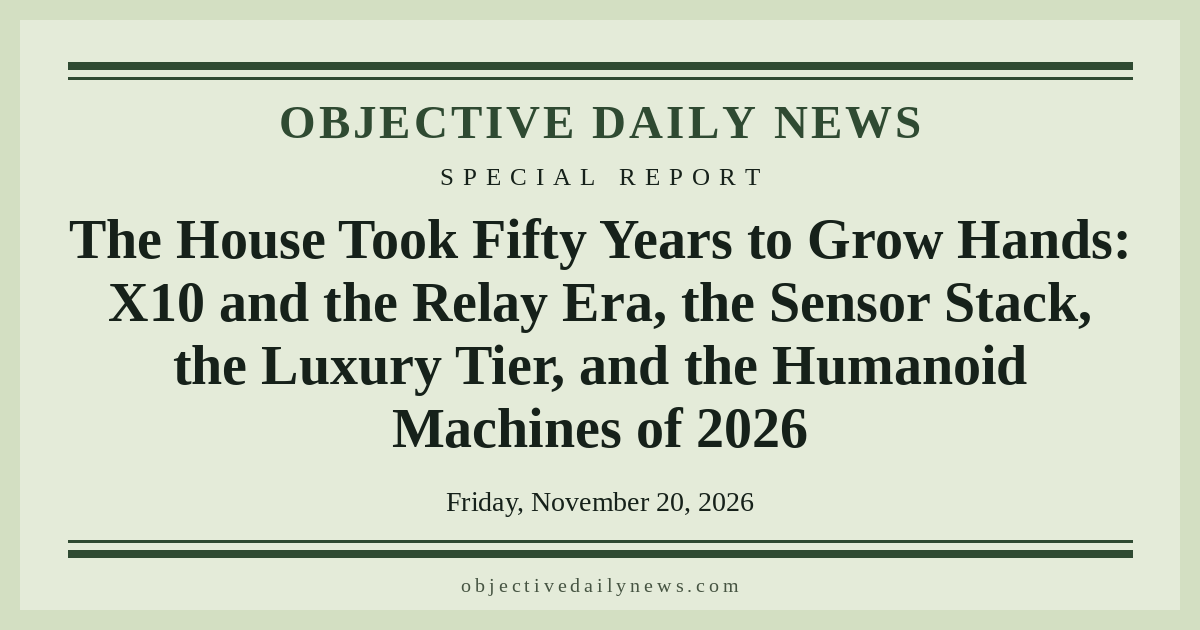 OBJECTIVE DAILY NEWS
SPECIAL REPORT
The House Took Fifty Years to Grow Hands:
X10 and the Relay Era, the Sensor Stack,
the Luxury Tier, and the Humanoid
Machines of 2026
Friday, November 20, 2026
objectivedailynews.com